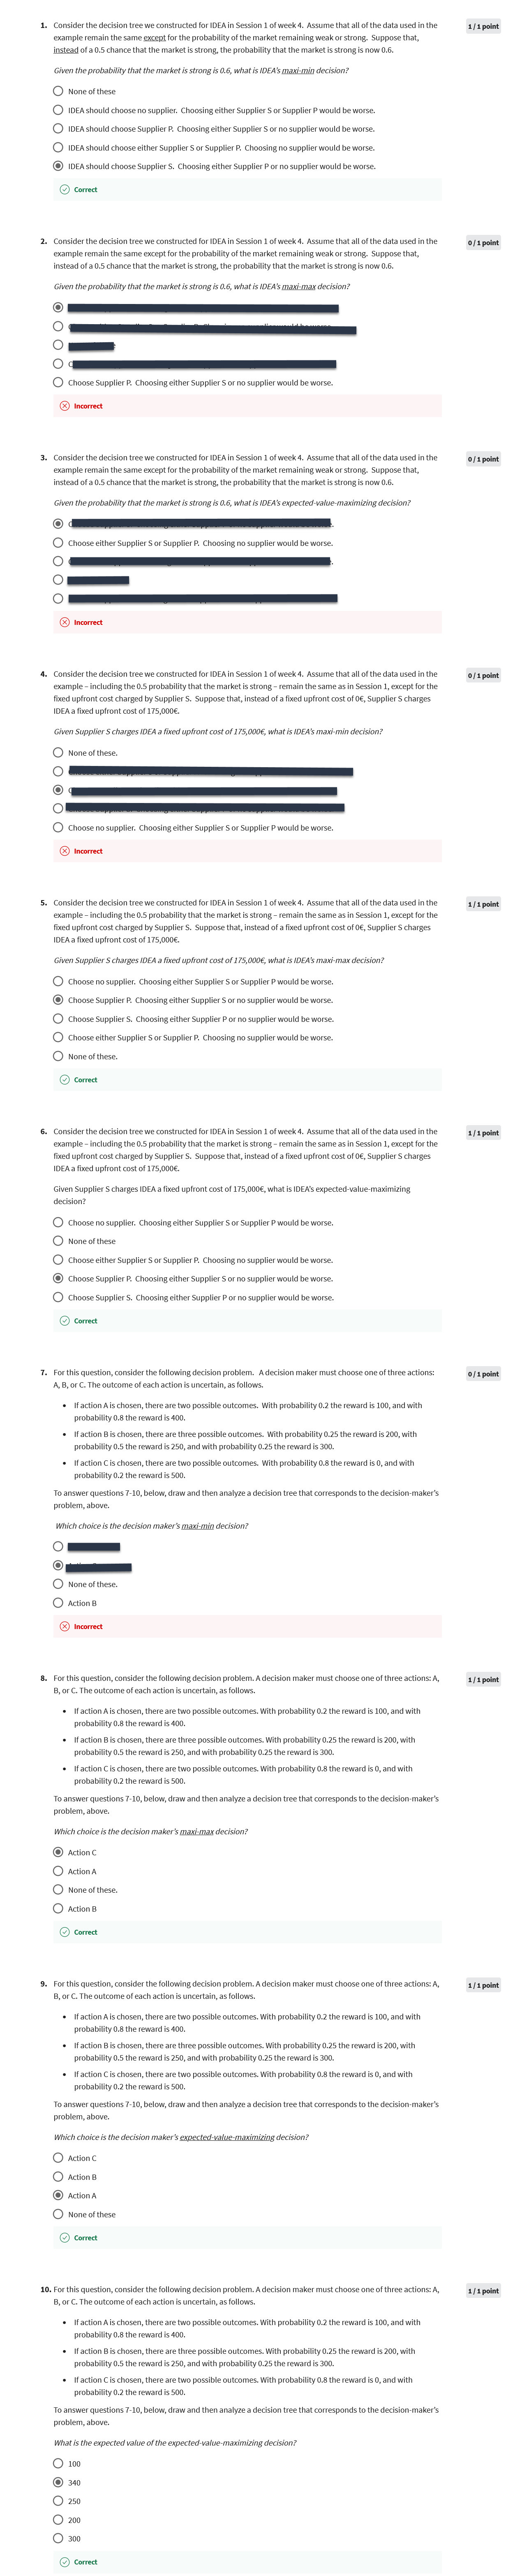 1. Consider the decision tree we constructed for IDEA in Session 1 of week 4. Assume that all of the data used in the
example remain the same except for the probability of the market remaining weak or strong. Suppose that,
instead of a 0.5 chance that the market is strong, the probability that the market is strong is now 0.6.
1 / 1 point
Given the probability that the market is strong is 0.6, what is IDEA's maxi-min decision?
None of these
IDEA should choose no supplier. Choosing either Supplier S or Supplier P would be worse.
IDEA should choose Supplier P. Choosing either Supplier S or no supplier would be worse.
IDEA should choose either Supplier S or Supplier P. Choosing no supplier would be worse.
IDEA should choose Supplier S. Choosing either Supplier P or no supplier would be worse.
Correct
2. Consider the decision tree we constructed for IDEA in Session 1 of week 4. Assume that all of the data used in the
example remain the same except for the probability of the market remaining weak or strong. Suppose that,
instead of a 0.5 chance that the market is strong, the probability that the market is strong is now 0.6.
0 / 1 point
Given the probability that the market is strong is 0.6, what is IDEA's maxi-max decision?
Choose Supplier P. Choosing either Supplier S or no supplier would be worse.
Incorrect
3. Consider the decision tree we constructed for IDEA in Session 1 of week 4. Assume that all of the data used in the
example remain the same except for the probability of the market remaining weak or strong. Suppose that,
instead of a 0.5 chance that the market is strong, the probability that the market is strong is now 0.6.
0 / 1 point
Given the probability that the market is strong is 0.6, what is IDEA's expected-value-maximizing decision?
Choose either Supplier S or Supplier P. Choosing no supplier would be worse.
Incorrect
4. Consider the decision tree we constructed for IDEA in Session 1 of week 4. Assume that all of the data used in the
example – including the 0.5 probability that the market is strong – remain the same as in Session 1, except for the
fixed upfront cost charged by Supplier S. Suppose that, instead of a fixed upfront cost of 0€, Supplier S charges
IDEA a fixed upfront cost of 175,000€.
0 / 1 point
Given Supplier S charges IDEA a fixed upfront cost of 175,000€, what is IDEA's maxi-min decision?
None of these.
Choose no supplier. Choosing either Supplier S or Supplier P would be worse.
Incorrect
5. Consider the decision tree we constructed for IDEA in Session 1 of week 4. Assume that all of the data used in the
example – including the 0.5 probability that the market is strong – remain the same as in Session 1, except for the
fixed upfront cost charged by Supplier S. Suppose that, instead of a fixed upfront cost of 0€, Supplier S charges
IDEA a fixed upfront cost of 175,000€.
1 / 1 point
Given Supplier S charges IDEA a fixed upfront cost of 175,000€, what is IDEA's maxi-max decision?
Choose no supplier. Choosing either Supplier S or Supplier P would be worse.
Choose Supplier P. Choosing either Supplier S or no supplier would be worse.
Choose Supplier S. Choosing either Supplier P or no supplier would be worse.
Choose either Supplier S or Supplier P. Choosing no supplier would be worse.
None of these.
Correct
6. Consider the decision tree we constructed for IDEA in Session 1 of week 4. Assume that all of the data used in the
example – including the 0.5 probability that the market is strong – remain the same as in Session 1, except for the
fixed upfront cost charged by Supplier S. Suppose that, instead of a fixed upfront cost of 0€, Supplier S charges
IDEA a fixed upfront cost of 175,000€.
1 / 1 point
Given Supplier S charges IDEA a fixed upfront cost of 175,000€, what is IDEA's expected-value-maximizing
decision?
Choose no supplier. Choosing either Supplier S or Supplier P would be worse.
None of these
Choose either Supplier S or Supplier P. Choosing no supplier would be worse.
Choose Supplier P. Choosing either Supplier S or no supplier would be worse.
Choose Supplier S. Choosing either Supplier P or no supplier would be worse.
Correct
7. For this question, consider the following decision problem. A decision maker must choose one of three actions:
A, B, or C. The outcome of each action is uncertain, as follows.
0 / 1 point
• If action A is chosen, there are two possible outcomes. With probability 0.2 the reward is 100, and with
probability 0.8 the reward is 400.
• If action B is chosen, there are three possible outcomes. With probability 0.25 the reward is 200, with
probability 0.5 the reward is 250, and with probability 0.25 the reward is 300.
• If action C is chosen, there are two possible outcomes. With probability 0.8 the reward is 0, and with
probability 0.2 the reward is 500.
To answer questions 7-10, below, draw and then analyze a decision tree that corresponds to the decision-maker's
problem, above.
Which choice is the decision maker's maxi-min decision?
None of these.
Action B
Incorrect
8. For this question, consider the following decision problem. A decision maker must choose one of three actions: A,
B, or C. The outcome of each action is uncertain, as follows.
1 / 1 point
• If action A is chosen, there are two possible outcomes. With probability 0.2 the reward is 100, and with
probability 0.8 the reward is 400.
• If action B is chosen, there are three possible outcomes. With probability 0.25 the reward is 200, with
probability 0.5 the reward is 250, and with probability 0.25 the reward is 300.
• If action C is chosen, there are two possible outcomes. With probability 0.8 the reward is 0, and with
probability 0.2 the reward is 500.
To answer questions 7-10, below, draw and then analyze a decision tree that corresponds to the decision-maker's
problem, above.
Which choice is the decision maker's maxi-max decision?
Action C
Action A
None of these.
Action B
Correct
9. For this question, consider the following decision problem. A decision maker must choose one of three actions: A,
B, or C. The outcome of each action is uncertain, as follows.
1 / 1 point
• If action A is chosen, there are two possible outcomes. With probability 0.2 the reward is 100, and with
probability 0.8 the reward is 400.
• If action B is chosen, there are three possible outcomes. With probability 0.25 the reward is 200, with
probability 0.5 the reward is 250, and with probability 0.25 the reward is 300.
• If action C is chosen, there are two possible outcomes. With probability 0.8 the reward is 0, and with
probability 0.2 the reward is 500.
To answer questions 7-10, below, draw and then analyze a decision tree that corresponds to the decision-maker's
problem, above.
Which choice is the decision maker's expected-value-maximizing decision?
Action C
Action B
Action A
None of these
Correct
10. For this question, consider the following decision problem. A decision maker must choose one of three actions: A,
B, or C. The outcome of each action is uncertain, as follows.
1 / 1 point
• If action A is chosen, there are two possible outcomes. With probability 0.2 the reward is 100, and with
probability 0.8 the reward is 400.
• If action B is chosen, there are three possible outcomes. With probability 0.25 the reward is 200, with
probability 0.5 the reward is 250, and with probability 0.25 the reward is 300.
• If action C is chosen, there are two possible outcomes. With probability 0.8 the reward is 0, and with
probability 0.2 the reward is 500.
To answer questions 7-10, below, draw and then analyze a decision tree that corresponds to the decision-maker's
problem, above.
What is the expected value of the expected-value-maximizing decision?
100
340
250
200
300
Correct